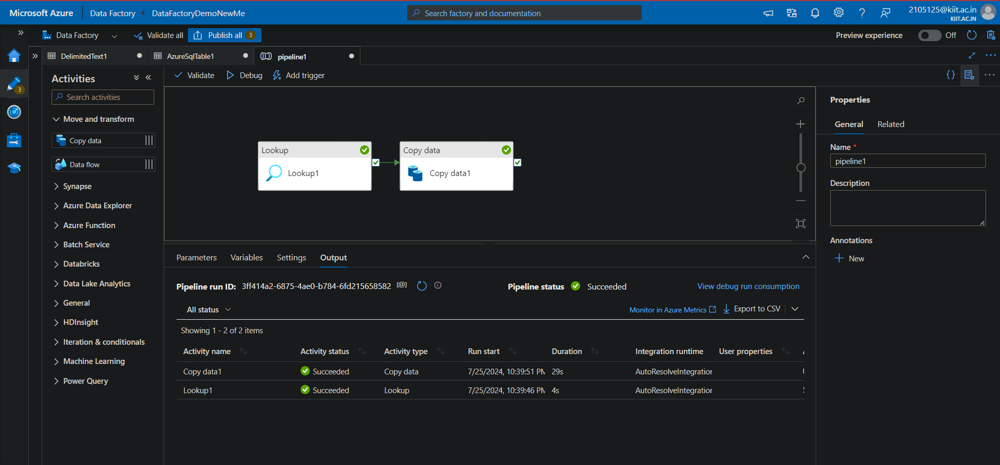 Microsoft Azure
Data Factory
DataFactoryDemoNewMe
Search factory and documentation
2105125@kiit.ac.in
KIIT.AC.IN
Data Factory
Validate all
Publish all 3
Preview experience
Off
DelimitedText1
AzureSqlTable1
pipeline1
3
Activities
Search activities
Move and transform
Copy data
Data flow
Synapse
Azure Data Explorer
Azure Function
Batch Service
Databricks
Data Lake Analytics
General
HDInsight
Iteration & conditionals
Machine Learning
Power Query
Validate
Debug
Add trigger
{}
Lookup
Lookup1
Copy data
Copy data1
Parameters
Variables
Settings
Output
Pipeline run ID: 3ff414a2-6875-4ae0-b784-6fd215658582 [@]
Pipeline status
Succeeded
View debug run consumption
All status
Monitor in Azure Metrics
Export to CSV
Showing 1 - 2 of 2 items
Activity name Activity status Activity type Run start Duration Integration runtime User properties
Copy data1 Succeeded Copy data 7/25/2024, 10:39:51 PM 29s AutoResolveIntegration
Lookup1 Succeeded Lookup 7/25/2024, 10:39:46 PM 4s AutoResolveIntegration
Properties
General
Related
Name *
pipeline1
Description
Annotations
New